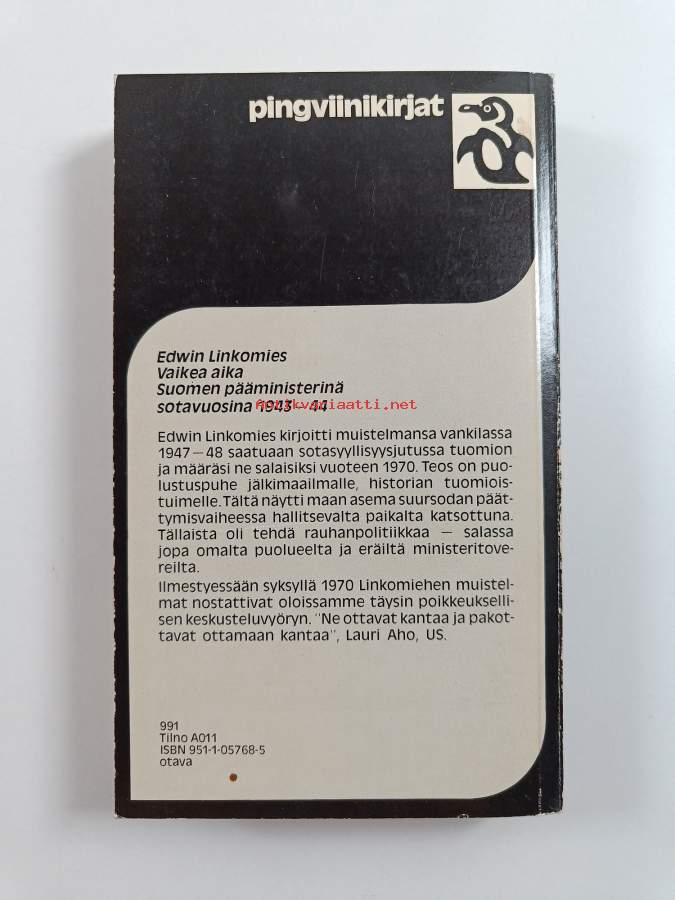 pingviinikirjat
Edwin Linkomies
Vaikea aika
Suomen pääministerinä
sotavuosina 1943–44
antikvariaatti.net
Edwin Linkomies kirjoitti muistelmansa vankilassa
1947–48 saatuaan sotasyyllisyysjutussa tuomion
ja määräsi ne salaisiksi vuoteen 1970. Teos on puo-
lustuspuhe jälkimaailmalle, historian tuomiois-
tuimelle. Tältä näytti maan asema suursodan päät-
tymisvaiheessa hallitsevalta paikalta katsottuna.
Tällaista oli tehdä rauhanpolitiikkaa – salassa
jopa omalta puolueelta ja eräiltä ministeritove-
reilta.
Ilmestyessään syksyllä 1970 Linkomiehen muistel-
mat nostattivat oloissamme täysin poikkeukselli-
sen keskusteluvyöryn. "Ne ottavat kantaa ja pakot-
tavat ottamaan kantaa", Lauri Aho, US.
991
Tilno A011
ISBN 951-1-05768-5
otava